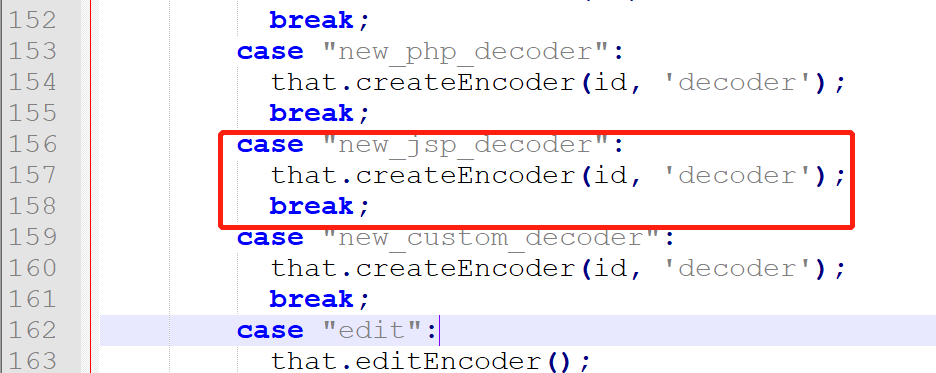 152 break;
153 case "new_php_decoder":
154 that.createEncoder(id, 'decoder');
155 break;
156 case "new_jsp_decoder":
157 that.createEncoder(id, 'decoder');
158 break;
159 case "new_custom_decoder":
160 that.createEncoder(id, 'decoder');
161 break;
162 case "edit":
163 that.editEncoder();